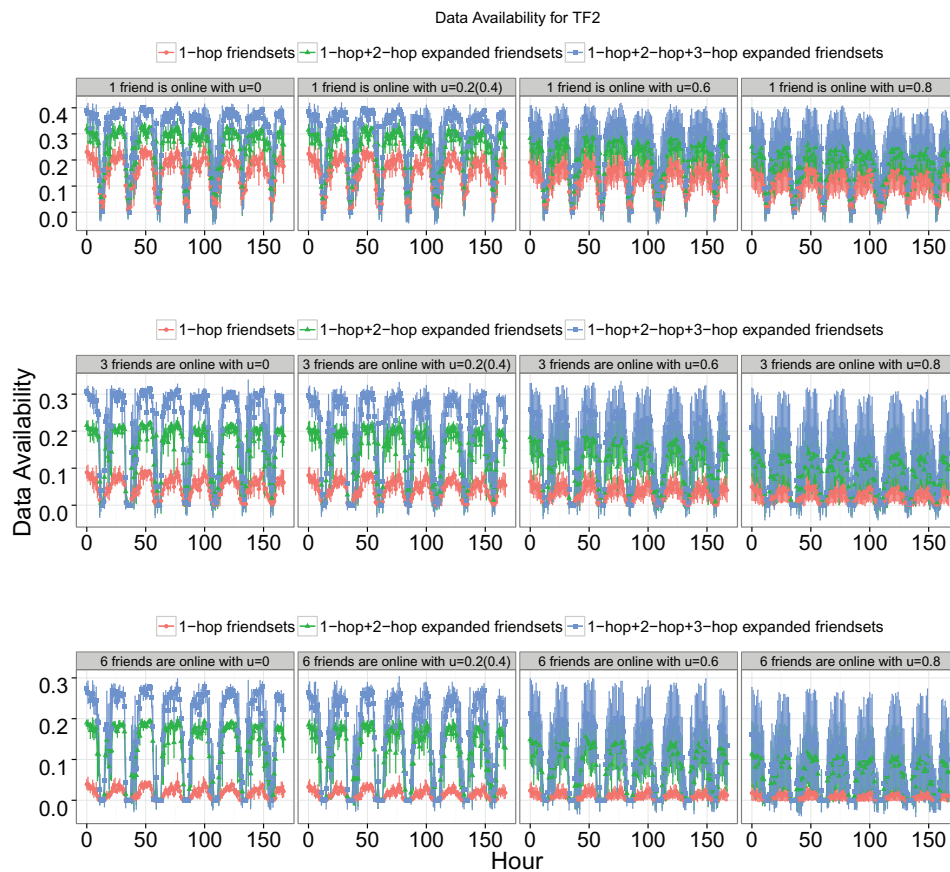 Data Availability for TF2
1−hop friendsets 1−hop+2−hop expanded friendsets 1−hop+2−hop+3−hop expanded friendsets
1 friend is online with u=0 1 friend is online with u=0.2(0.4) 1 friend is online with u=0.6 1 friend is online with u=0.8
0.4
0.3
0.2
0.1
0.0
0 50 100 150 0 50 100 150 0 50 100 150 0 50 100 150
1−hop friendsets 1−hop+2−hop expanded friendsets 1−hop+2−hop+3−hop expanded friendsets
3 friends are online with u=0 3 friends are online with u=0.2(0.4) 3 friends are online with u=0.6 3 friends are online with u=0.8
0.3
0.2
0.1
0.0
0 50 100 150 0 50 100 150 0 50 100 150 0 50 100 150
Data Availability
1−hop friendsets 1−hop+2−hop expanded friendsets 1−hop+2−hop+3−hop expanded friendsets
6 friends are online with u=0 6 friends are online with u=0.2(0.4) 6 friends are online with u=0.6 6 friends are online with u=0.8
0.3
0.2
0.1
0.0
0 50 100 150 0 50 100 150 0 50 100 150 0 50 100 150
Hour